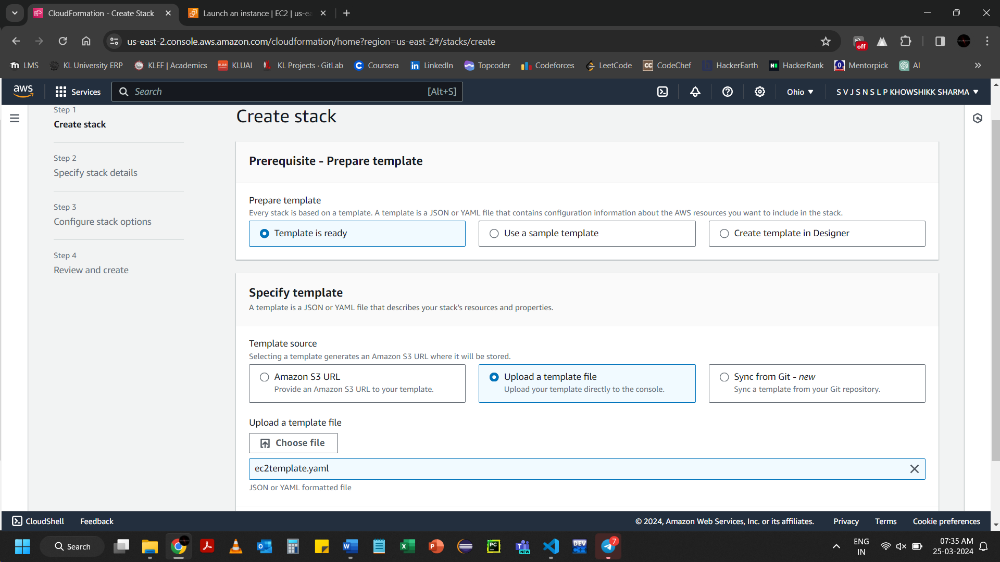 CloudFormation - Create Stack
Launch an instance | EC2 | us-ea
us-east-2.console.aws.amazon.com/cloudformation/home?region=us-east-2#/stacks/create
off
LMS
KL University ERP
KLEF | Academics
KLUAI
KLUAI
KL Projects · GitLab
Coursera
LinkedIn
Topcoder
Codeforces
LeetCode
CodeChef
HackerEarth
HackerRank
Mentorpick
AI
aws
Services
Search
[Alt+S]
Ohio
S V J S N S L P KHOWSHIKK SHARMA
Step 1
Create stack
Step 2
Specify stack details
Step 3
Configure stack options
Step 4
Review and create
Create stack
Prerequisite - Prepare template
Prepare template
Every stack is based on a template. A template is a JSON or YAML file that contains configuration information about the AWS resources you want to include in the stack.
Template is ready
Use a sample template
Create template in Designer
Specify template
A template is a JSON or YAML file that describes your stack's resources and properties.
Template source
Selecting a template generates an Amazon S3 URL where it will be stored.
Amazon S3 URL
Provide an Amazon S3 URL to your template.
Upload a template file
Upload your template directly to the console.
Sync from Git - new
Sync a template from your Git repository.
Upload a template file
Choose file
ec2template.yaml
JSON or YAML formatted file
CloudShell
Feedback
© 2024, Amazon Web Services, Inc. or its affiliates.
Privacy
Terms
Cookie preferences
Search
NEW
DEV
7
ENG
IN
07:35 AM
25-03-2024